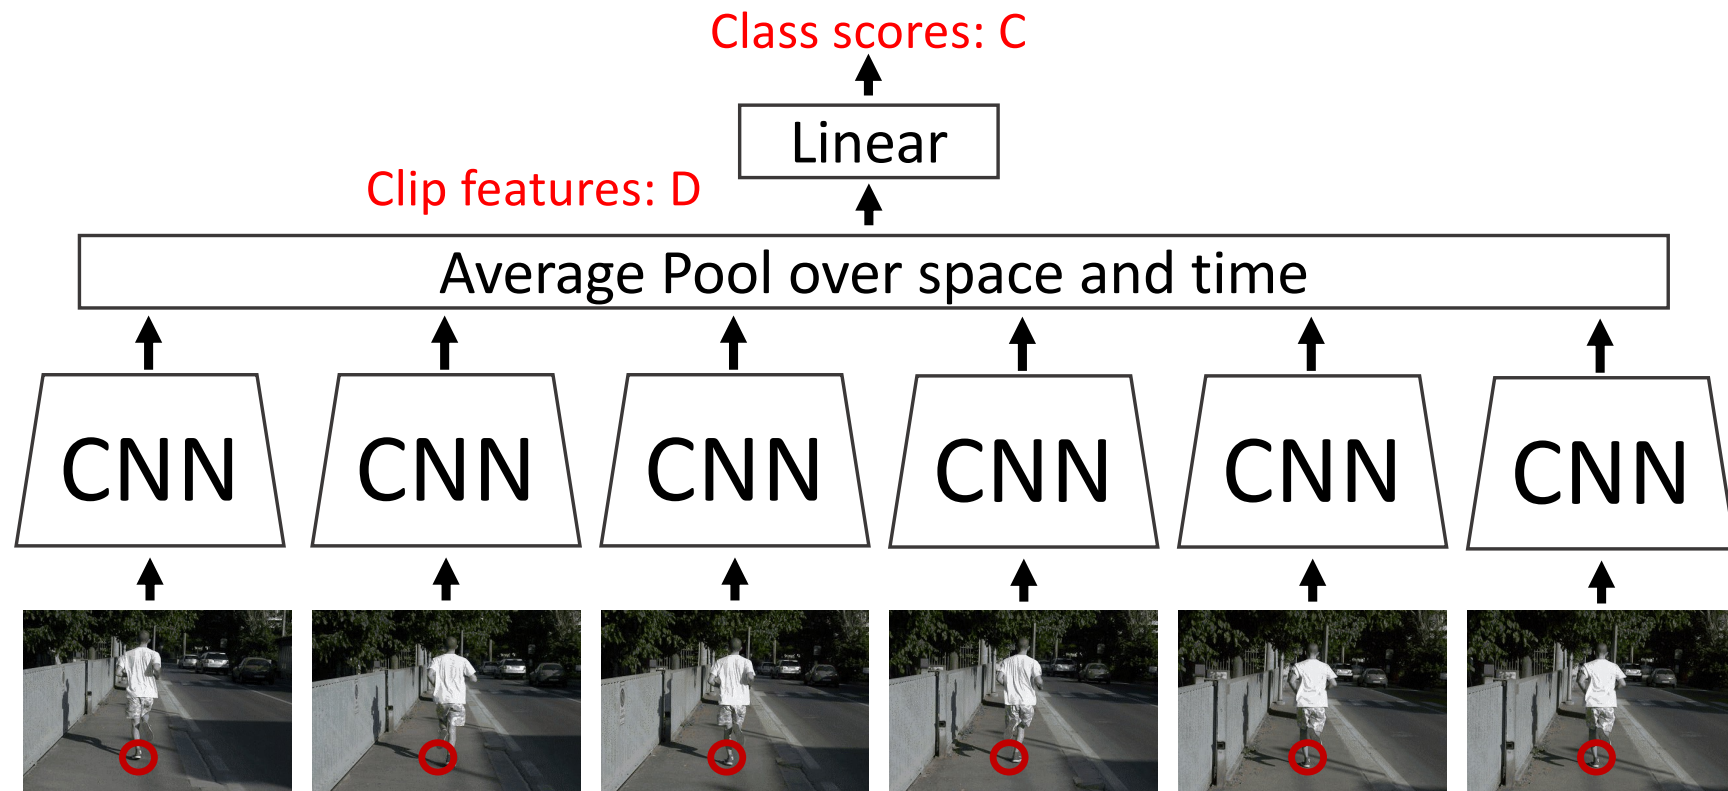 Class scores: C
Linear
Clip features: D
Average Pool over space and time
CNN CNN CNN CNN CNN CNN